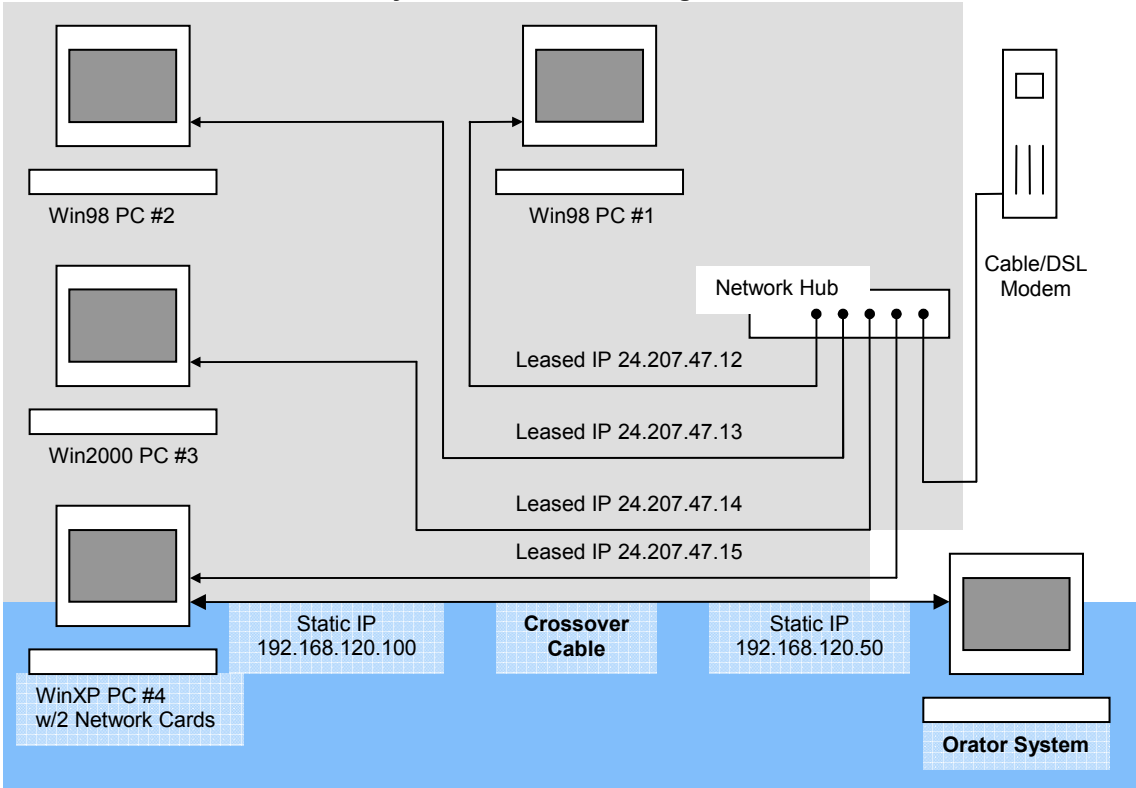 Win98 PC #2
Win98 PC #1
Cable/DSL
Modem
Network Hub
Leased IP 24.207.47.12
Leased IP 24.207.47.13
Win2000 PC #3
Leased IP 24.207.47.14
Leased IP 24.207.47.15
Static IP
192.168.120.100
Crossover
Cable
Static IP
192.168.120.50
WinXP PC #4
w/2 Network Cards
Orator System